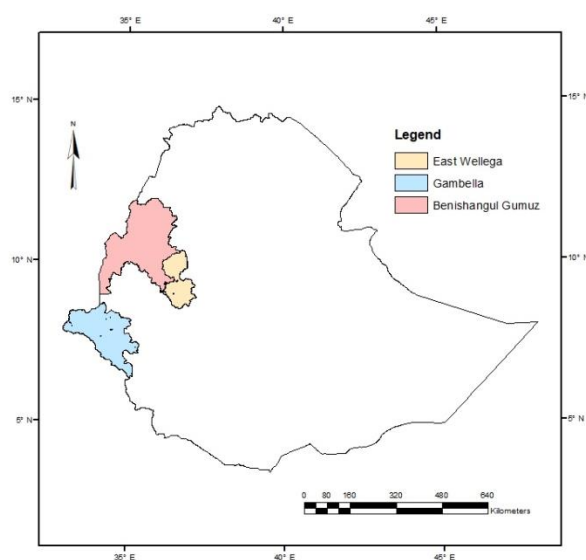 35° E
40° E
45° E
15° N
15° N
N
Legend
East Wellega
Gambella
Benishangul Gumuz
10° N
10° N
5° N
5° N
0 80 160 320 480 640
Kilometers
35° E
40° E
45° E